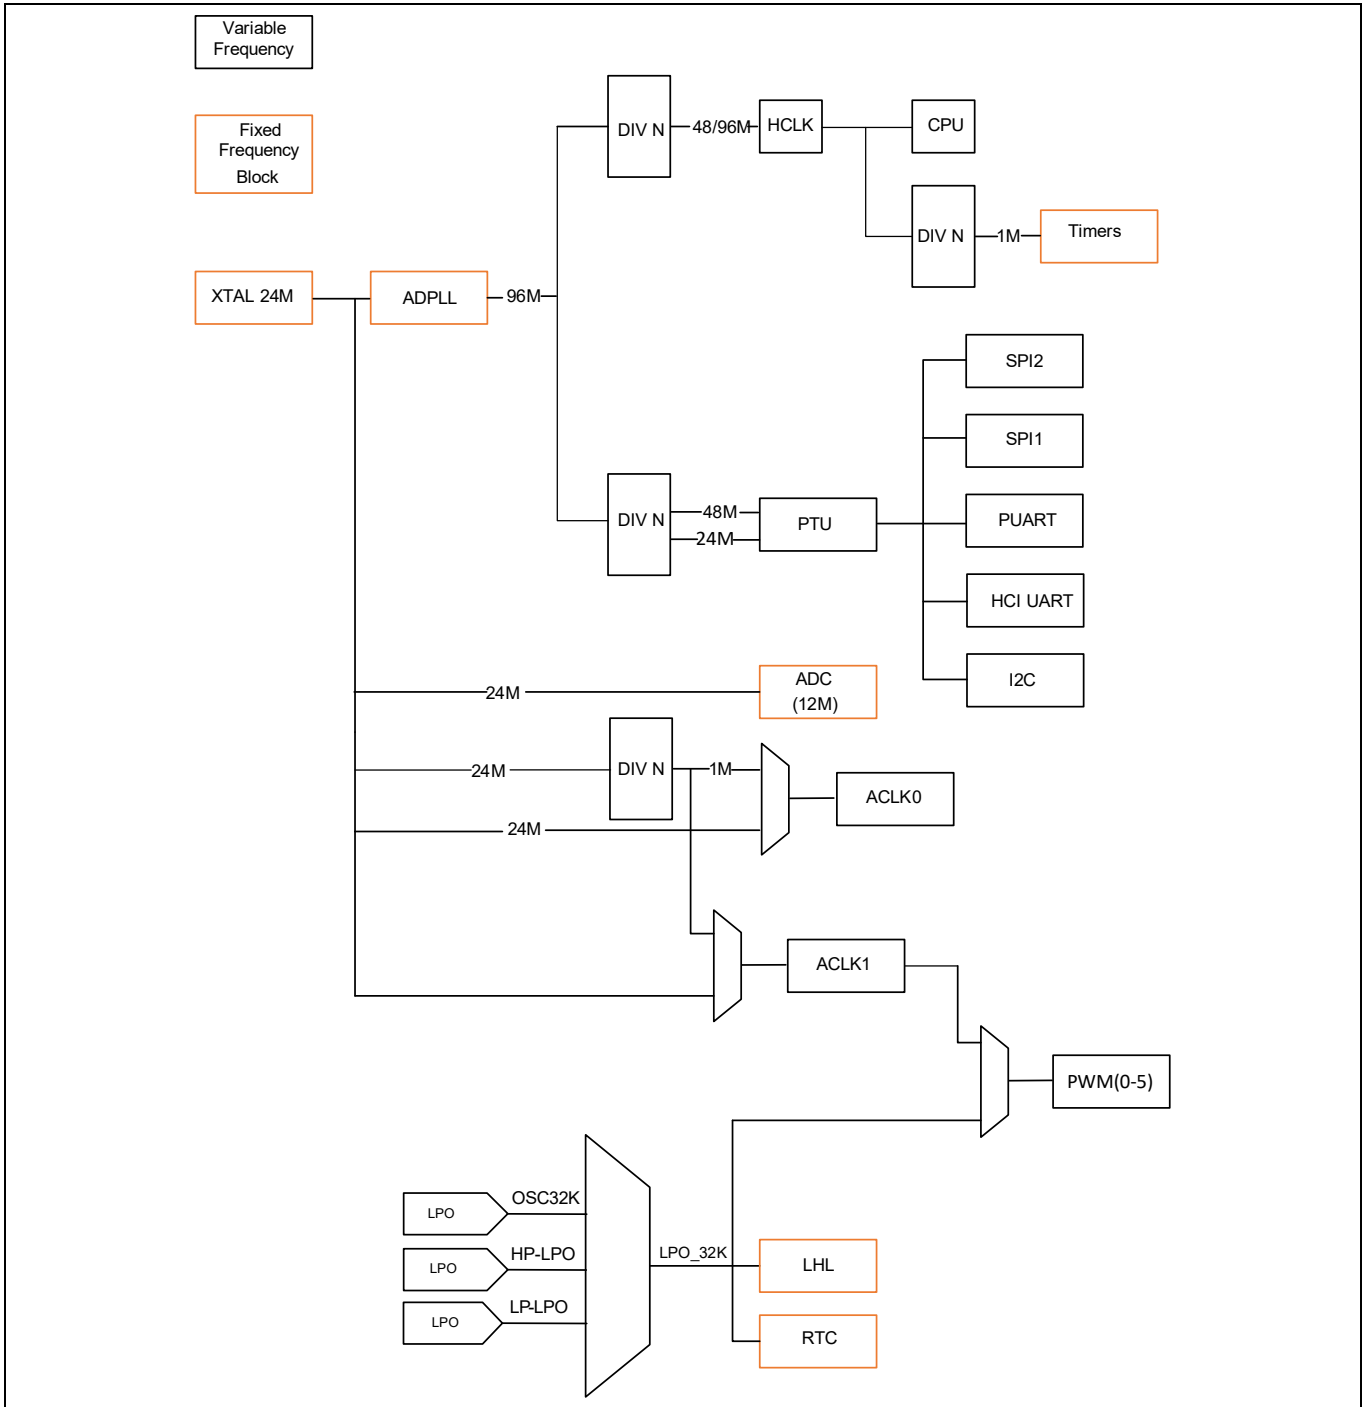 Variable
Frequency
Fixed
Frequency
Block
DIV N
48/96M
HCLK
CPU
DIV N
1M
Timers
XTAL 24M
ADPLL
96M
SPI2
SPI1
DIV N
48M
24M
PTU
PUART
HCI UART
I2C
24M
ADC
(12M)
24M
DIV N
1M
ACLK0
24M
ACLK1
PWM(0-5)
LPO
OSC32K
LPO
HP-LPO
LPO
LP-LPO
LPO_32K
LHL
RTC